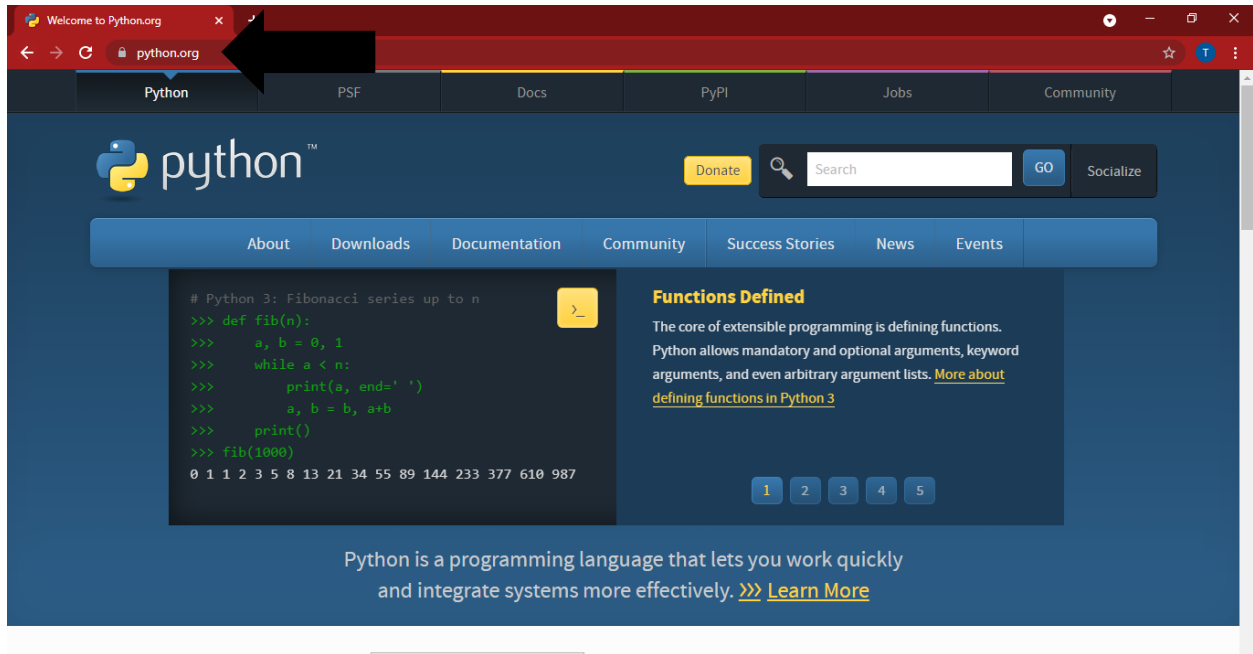 Welcome to Python.org
python.org
T
Python PSF Docs PyPI Jobs Community
python™
Donate Search GO Socialize
About Downloads Documentation Community Success Stories News Events
# Python 3: Fibonacci series up to n
>>> def fib(n):
>>>     a, b = 0, 1
>>>     while a < n:
>>>         print(a, end=' ')
>>>         a, b = b, a+b
>>>     print()
>>> fib(1000)
0 1 1 2 3 5 8 13 21 34 55 89 144 233 377 610 987
>_
Functions Defined
The core of extensible programming is defining functions.
Python allows mandatory and optional arguments, keyword
arguments, and even arbitrary argument lists. More about
defining functions in Python 3
1 2 3 4 5
Python is a programming language that lets you work quickly
and integrate systems more effectively. >>> Learn More